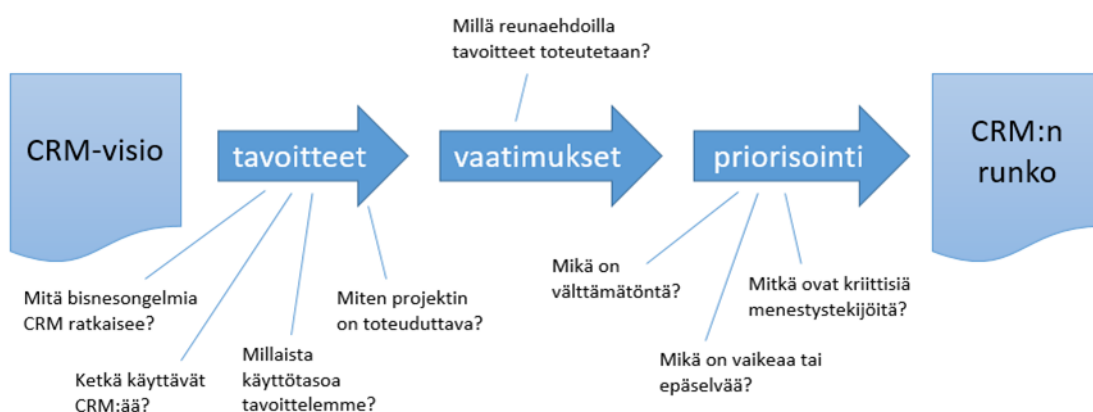 Millä reunaehdoilla
tavoitteet toteutetaan?
CRM-visio
tavoitteet
vaatimukset
priorisointi
CRM:n
runko
Mitä bisnesongelmia
CRM ratkaisee?
Ketkä käyttävät
CRM:ää?
Millaista
käyttötasoa
tavoittelemme?
Miten projektin
on toteuduttava?
Mikä on
välttämätöntä?
Mikä on vaikeaa tai
epäselvää?
Mitkä ovat kriittisiä
menestystekijöitä?